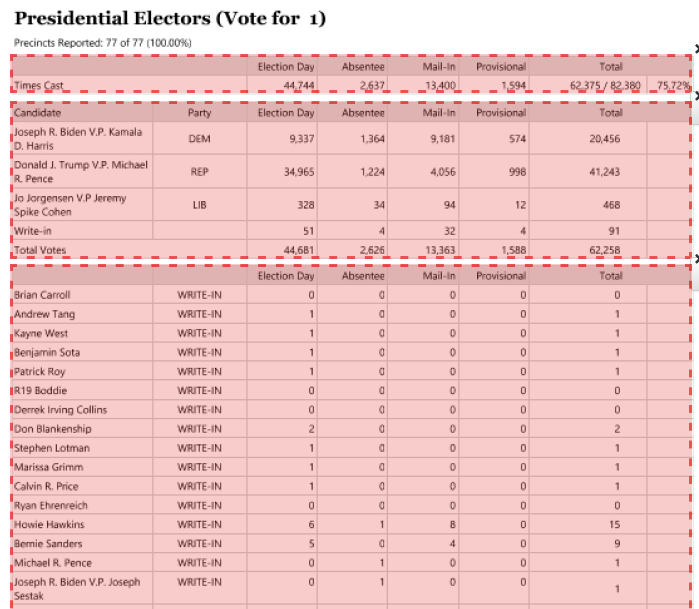 Presidential Electors (Vote for 1)
Precincts Reported: 77 of 77 (100.00%)
Election Day Absentee Mail-In Provisional Total
Times Cast 44,744 2,637 13,400 1,594 62,375 / 82,380 75.72%
Candidate Party Election Day Absentee Mail-In Provisional Total
Joseph R. Biden V.P. Kamala
D. Harris DEM 9,337 1,364 9,181 574 20,456
Donald J. Trump V.P. Michael
R. Pence REP 34,965 1,224 4,056 998 41,243
Jo Jorgensen V.P Jeremy
Spike Cohen LIB 328 34 94 12 468
Write-in 51 4 32 4 91
Total Votes 44,681 2,626 13,363 1,588 62,258
Election Day Absentee Mail-In Provisional Total
Brian Carroll WRITE-IN 0 0 0 0 0
Andrew Tang WRITE-IN 1 0 0 0 1
Kayne West WRITE-IN 1 0 0 0 1
Benjamin Sota WRITE-IN 1 0 0 0 1
Patrick Roy WRITE-IN 1 0 0 0 1
R19 Boddie WRITE-IN 0 0 0 0 0
Derrek Irving Collins WRITE-IN 0 0 0 0 0
Don Blankenship WRITE-IN 2 0 0 0 2
Stephen Lotman WRITE-IN 1 0 0 0 1
Marissa Grimm WRITE-IN 1 0 0 0 1
Calvin R. Price WRITE-IN 1 0 0 0 1
Ryan Ehrenreich WRITE-IN 0 0 0 0 0
Howie Hawkins WRITE-IN 6 1 8 0 15
Bernie Sanders WRITE-IN 5 0 4 0 9
Michael R. Pence WRITE-IN 0 1 0 0 1
Joseph R. Biden V.P. Joseph WRITE-IN 0 1 0 0
Sestak 1